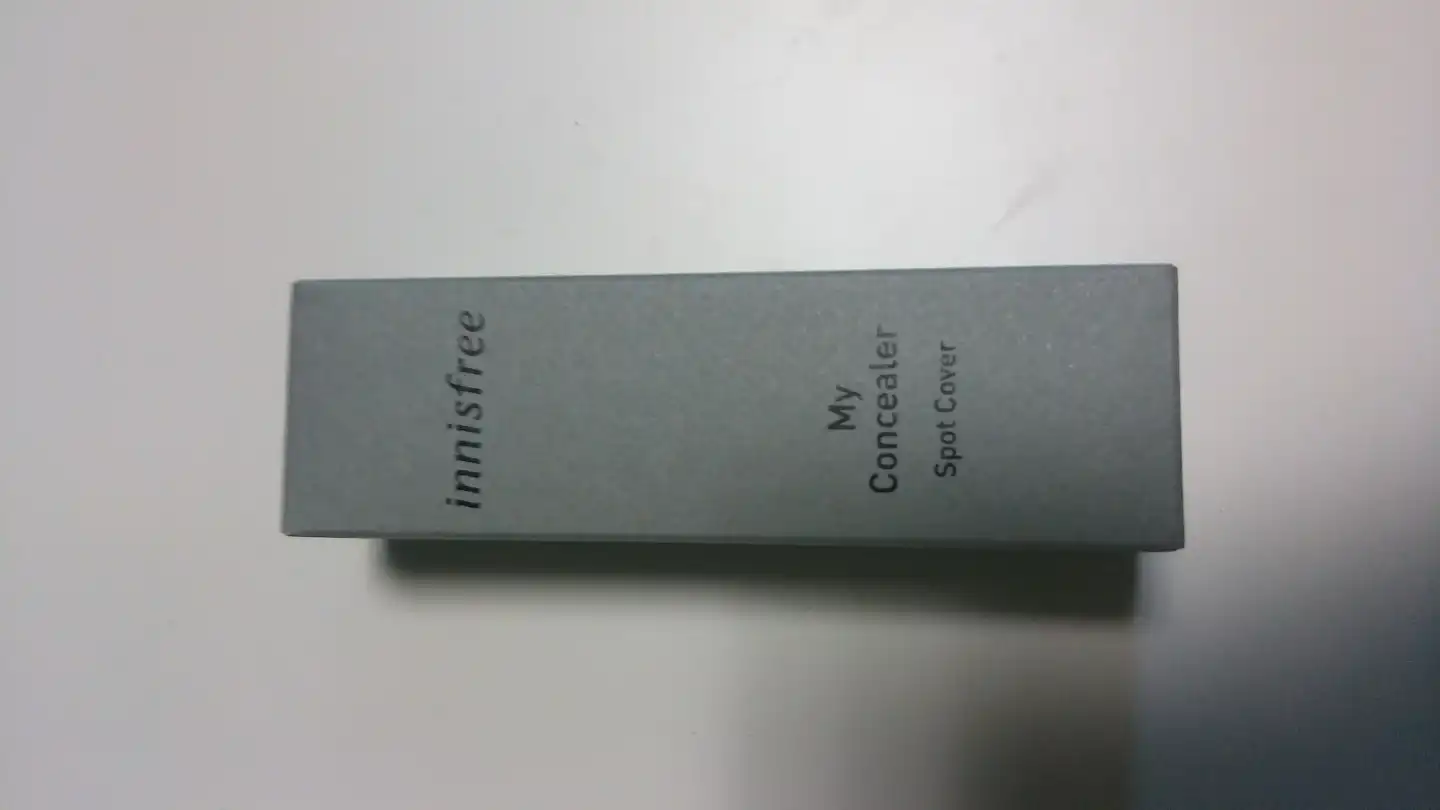 innisfree
My
Concealer
Spot Cover